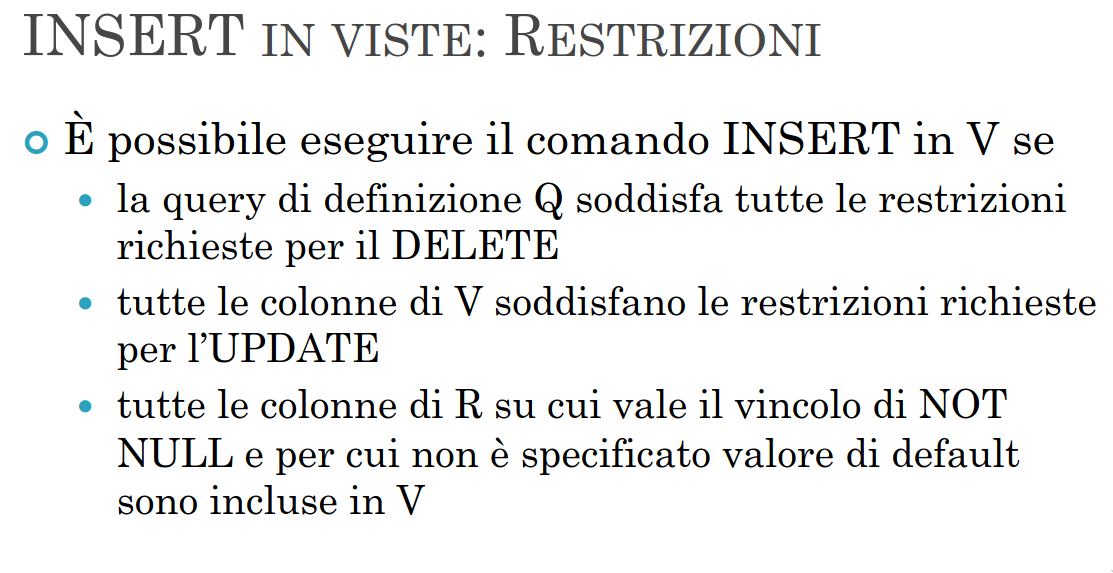 INSERT IN VISTE: RESTRIZIONI
È possibile eseguire il comando INSERT in V se
la query di definizione Q soddisfa tutte le restrizioni
richieste per il DELETE
tutte le colonne di V soddisfano le restrizioni richieste
per l’UPDATE
tutte le colonne di R su cui vale il vincolo di NOT
NULL e per cui non è specificato valore di default
sono incluse in V